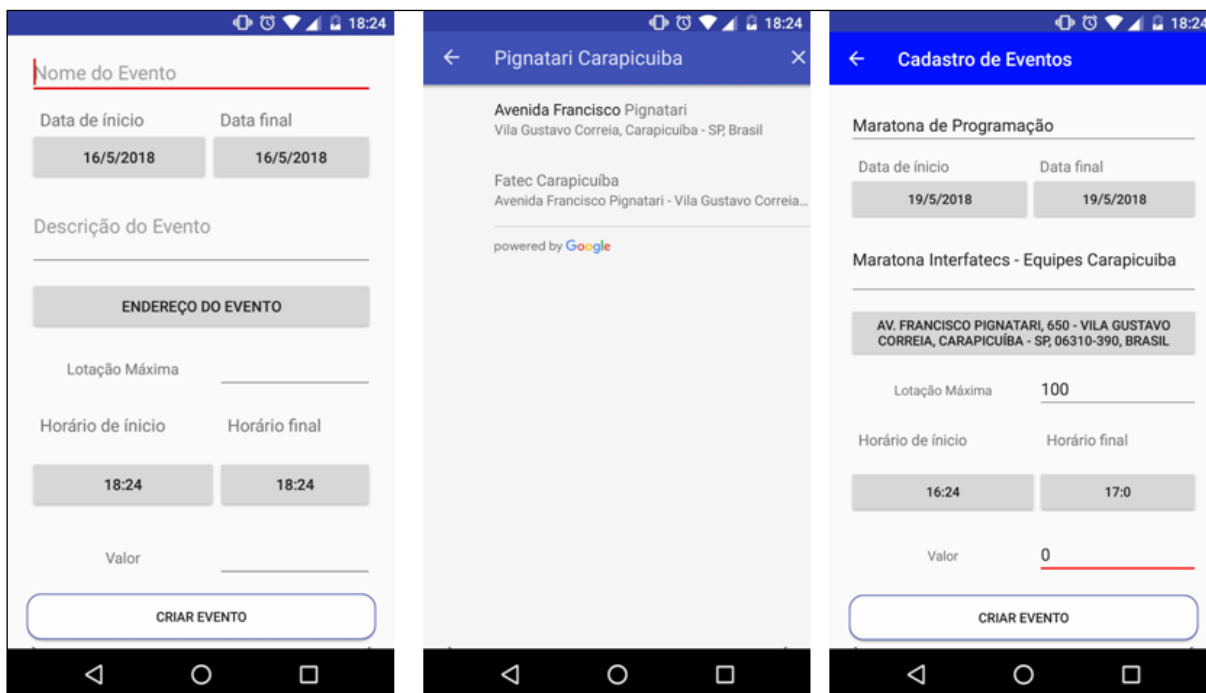 18:24
Nome do Evento
Data de ínicio Data final
16/5/2018 16/5/2018
Descrição do Evento
ENDEREÇO DO EVENTO
Lotação Máxima
Horário de ínicio Horário final
18:24 18:24
Valor
CRIAR EVENTO
18:24
Pignatari Carapicuiba
Avenida Francisco Pignatari
Vila Gustavo Correia, Carapicuíba - SP, Brasil
Fatec Carapicuíba
Avenida Francisco Pignatari - Vila Gustavo Correia...
powered by Google
18:24
Cadastro de Eventos
Maratona de Programação
Data de ínicio Data final
19/5/2018 19/5/2018
Maratona Interfatecs - Equipes Carapicuiba
AV. FRANCISCO PIGNATARI, 650 - VILA GUSTAVO
CORREIA, CARAPICUÍBA - SP, 06310-390, BRASIL
Lotação Máxima 100
Horário de ínicio Horário final
16:24 17:0
Valor 0
CRIAR EVENTO